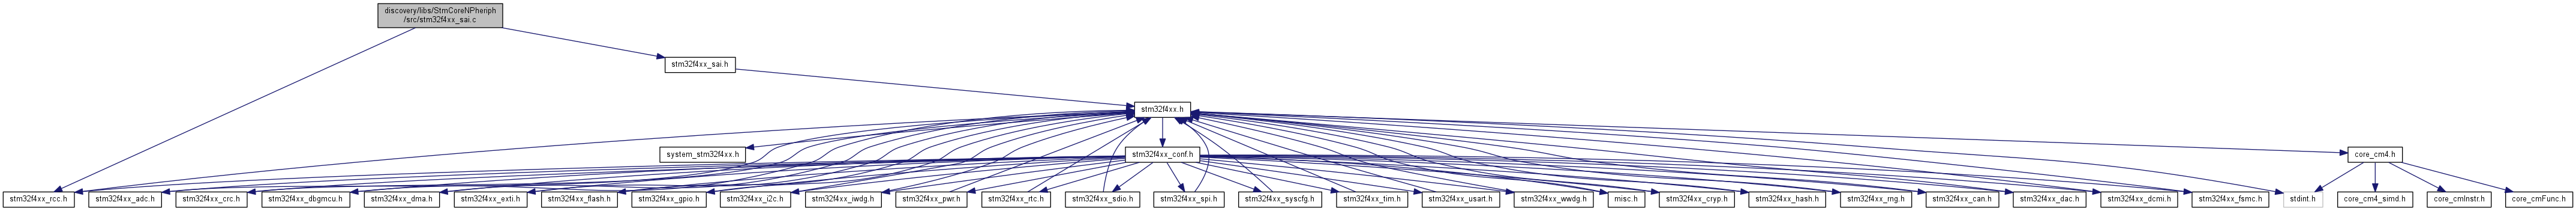 discovery/libs/StmCoreNPheriph
/src/stm32f4xx_sai.c
stm32f4xx_sai.h
stm32f4xx.h
system_stm32f4xx.h
stm32f4xx_conf.h
core_cm4.h
stm32f4xx_rcc.h
stm32f4xx_adc.h
stm32f4xx_crc.h
stm32f4xx_dbgmcu.h
stm32f4xx_dma.h
stm32f4xx_exti.h
stm32f4xx_flash.h
stm32f4xx_gpio.h
stm32f4xx_i2c.h
stm32f4xx_iwdg.h
stm32f4xx_pwr.h
stm32f4xx_rtc.h
stm32f4xx_sdio.h
stm32f4xx_spi.h
stm32f4xx_syscfg.h
stm32f4xx_tim.h
stm32f4xx_usart.h
stm32f4xx_wwdg.h
misc.h
stm32f4xx_cryp.h
stm32f4xx_hash.h
stm32f4xx_rng.h
stm32f4xx_can.h
stm32f4xx_dac.h
stm32f4xx_dcmi.h
stm32f4xx_fsmc.h
stdint.h
core_cm4_simd.h
core_cmInstr.h
core_cmFunc.h